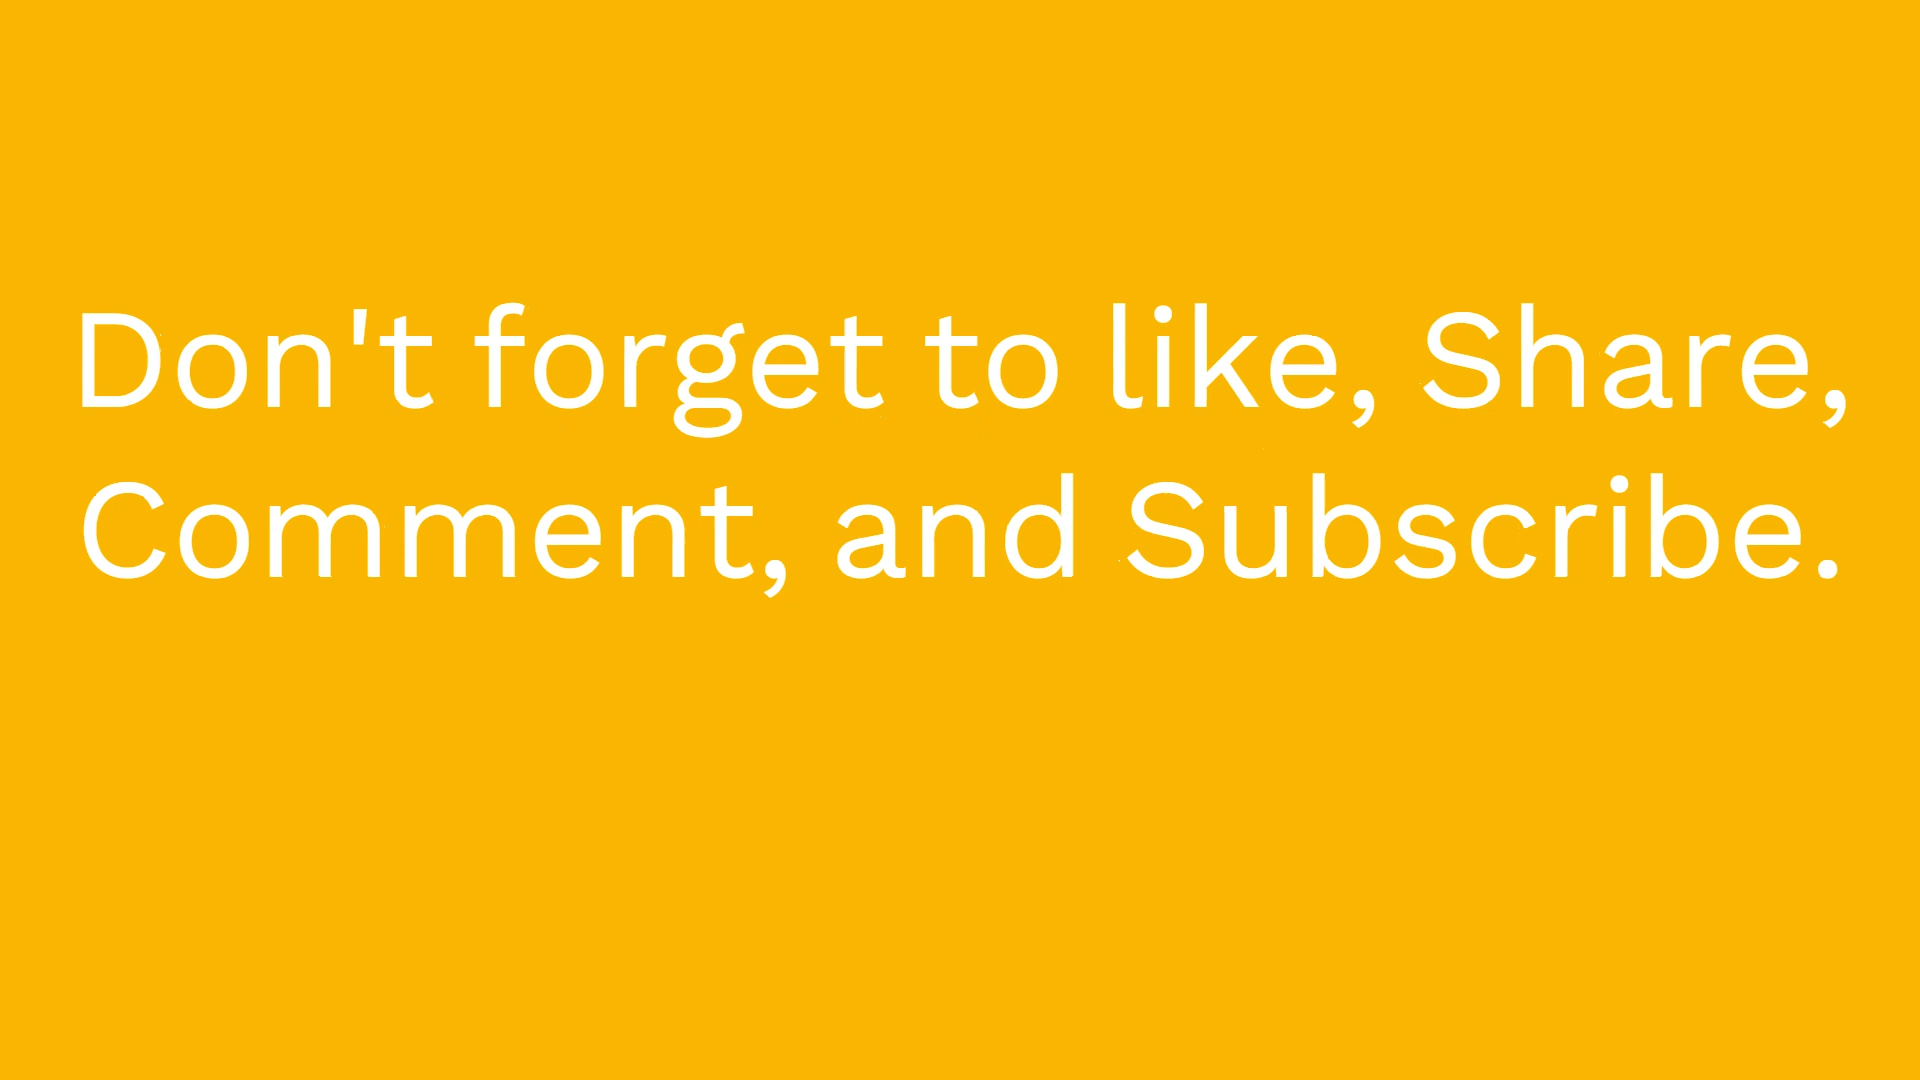 Don't forget to like, Share,
Comment, and Subscribe.